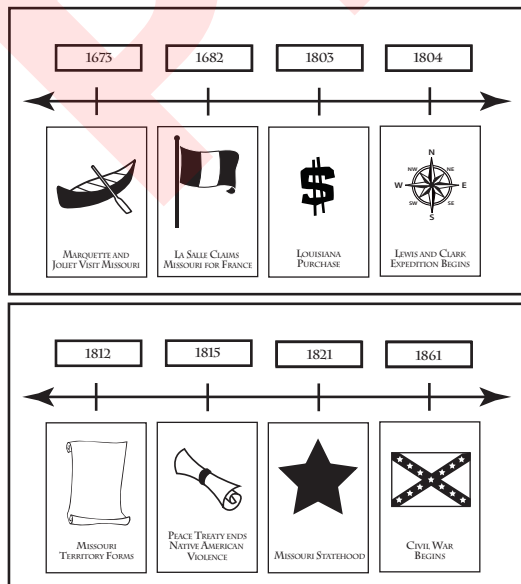 1673
1682
1803
1804
N
NW NE
W E
SW SE
S
$
Marquette and
Joliet Visit Missouri
La Salle Claims
Missouri for France
Louisiana
Purchase
Lewis and Clark
Expedition Begins
1812
1815
1821
1861
Missouri
Territory Forms
Peace Treaty ends
Native American
Violence
Missouri Statehood
Civil War
Begins